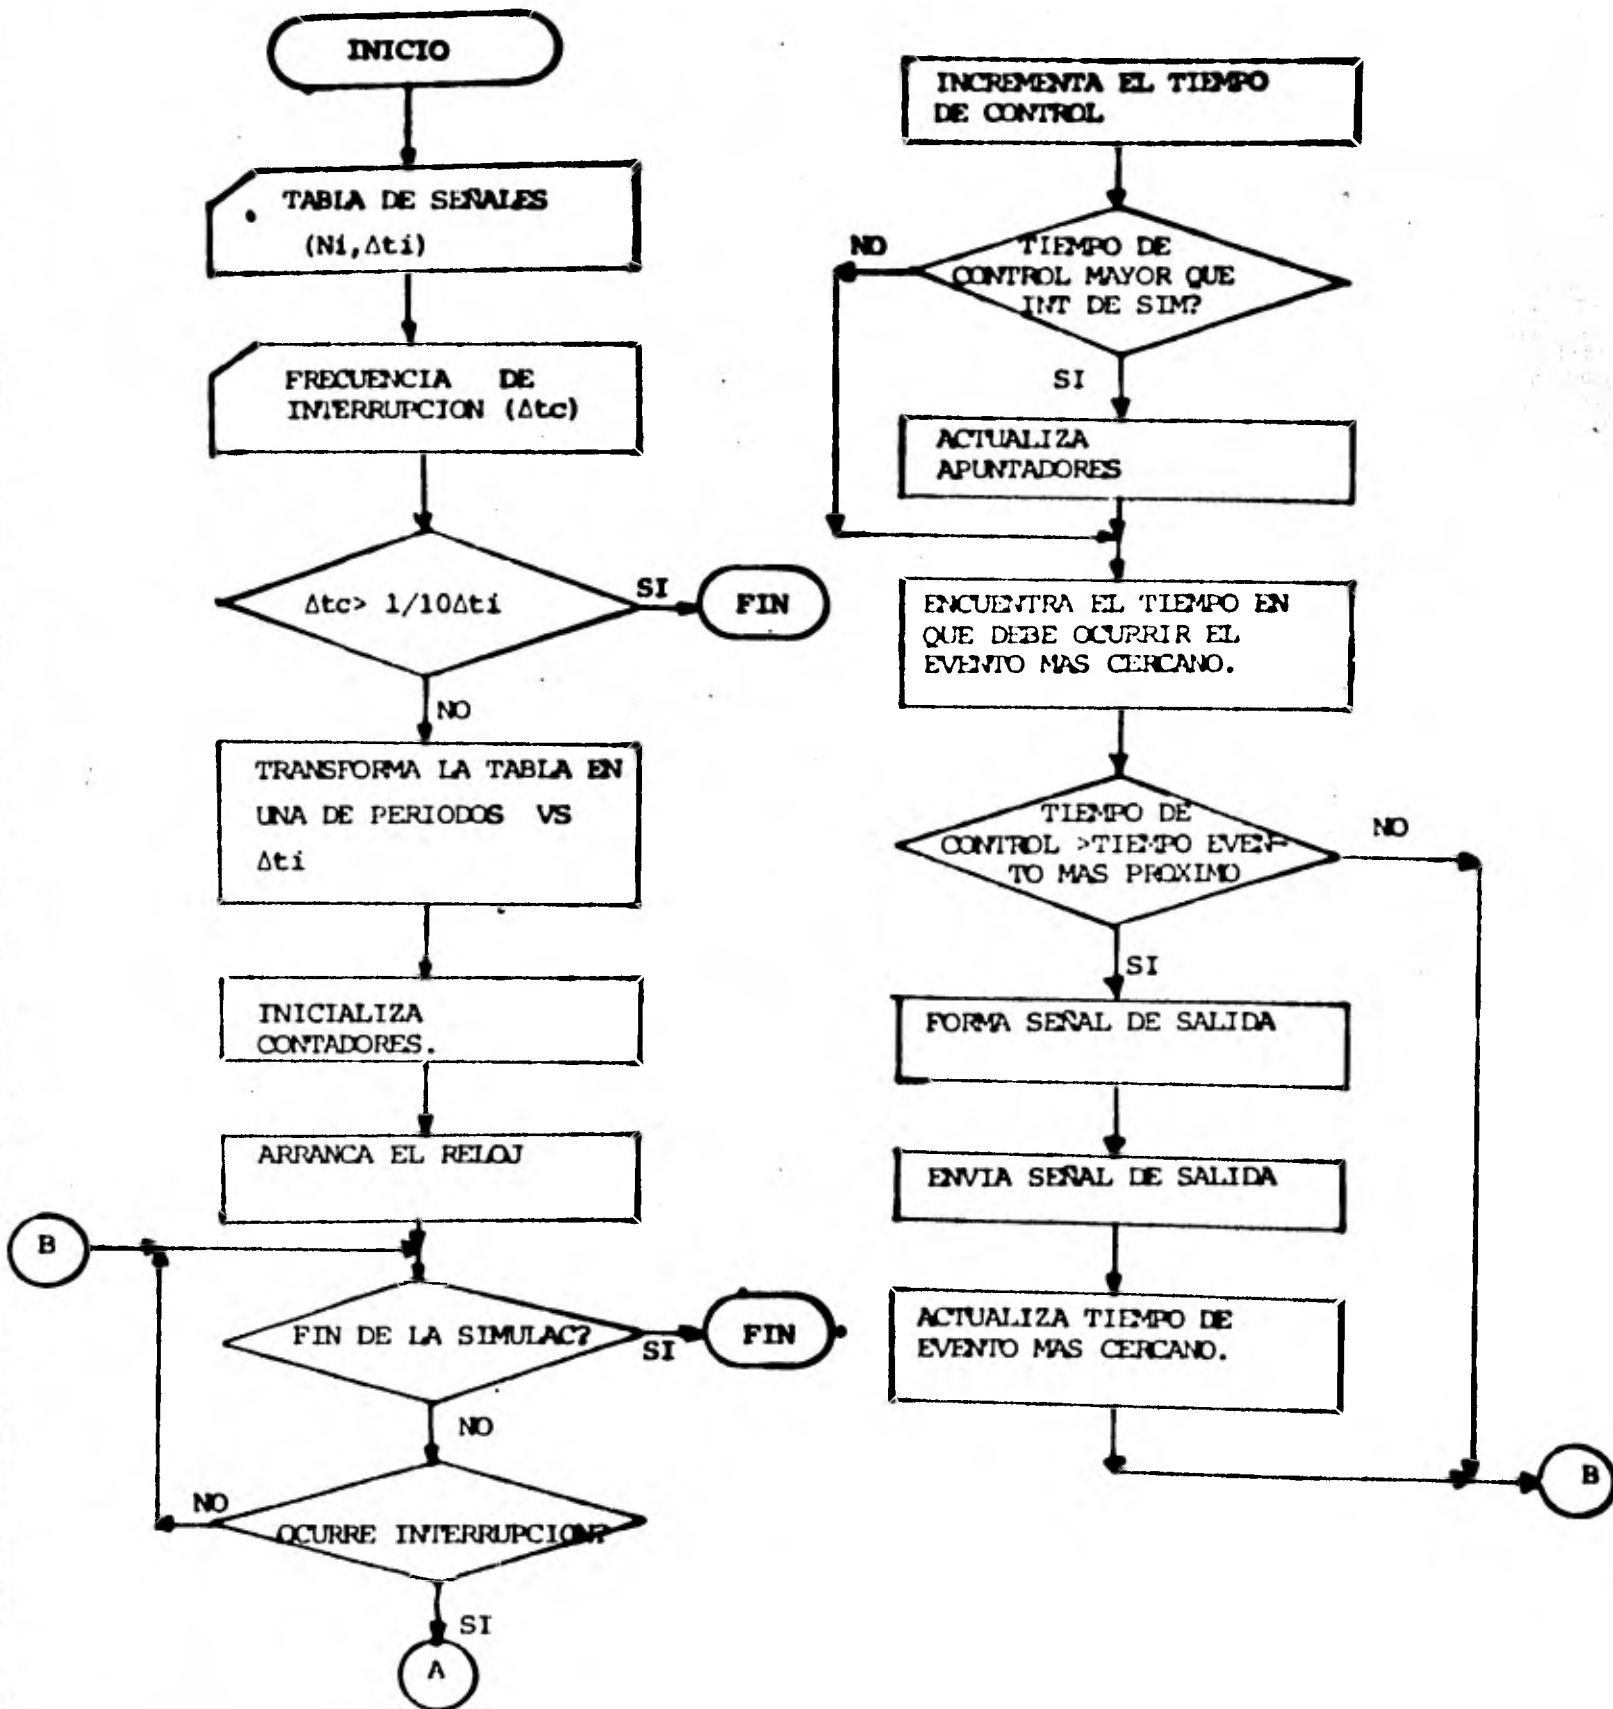 INICIO
TABLA DE SEÑALES
(Ni,Δti)
FRECUENCIA DE
INTERRUPCION (Δtc)
Δtc> 1/10Δti
SI
FIN
NO
TRANSFORMA LA TABLA EN
UNA DE PERIODOS VS
Δti
INICIALIZA
CONTADORES.
ARRANCA EL RELOJ
B
FIN DE LA SIMULAC?
SI
FIN
NO
NO
OCURRE INTERRUPCION?
SI
A
INCREMENTA EL TIEMPO
DE CONTROL
NO
TIEMPO DE
CONTROL MAYOR QUE
INT DE SIM?
SI
ACTUALIZA
APUNTADORES
ENCUENTRA EL TIEMPO EN
QUE DEBE OCURRIR EL
EVENTO MAS CERCANO.
TIEMPO DE
CONTROL >TIEMPO EVEN-
TO MAS PROXIMO
NO
SI
FORMA SEÑAL DE SALIDA
ENVIA SEÑAL DE SALIDA
ACTUALIZA TIEMPO DE
EVENTO MAS CERCANO.
B